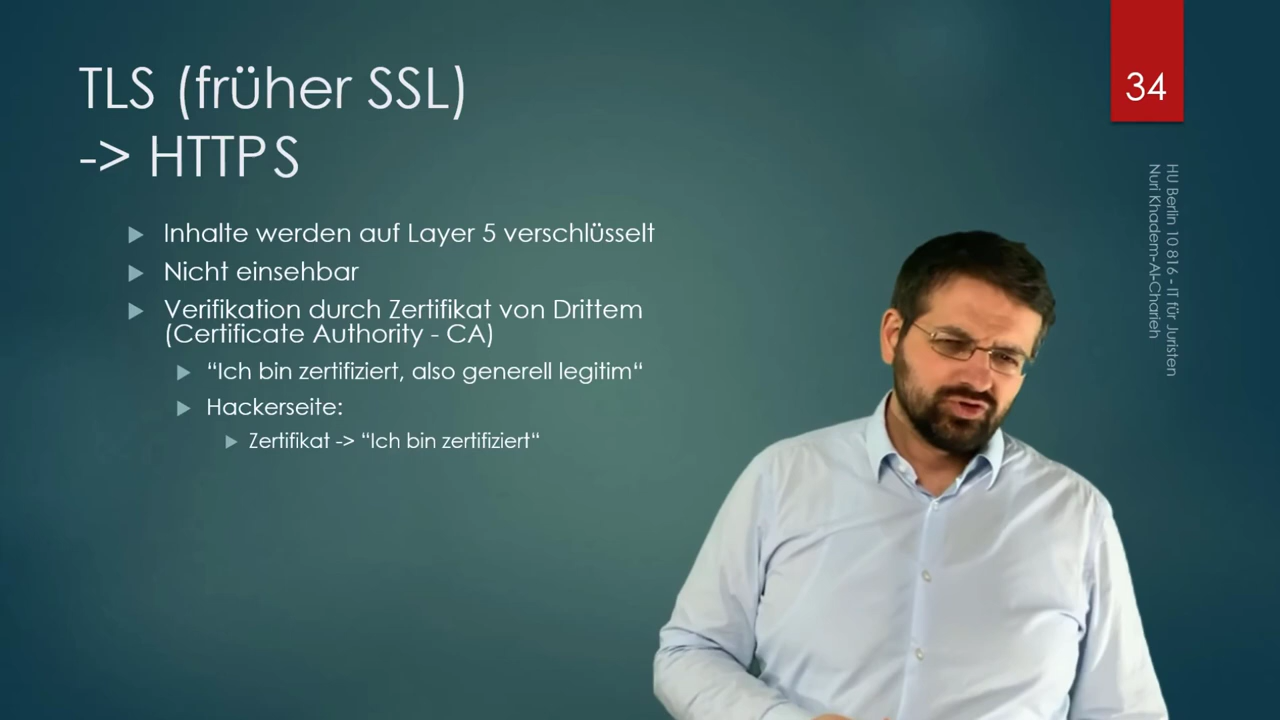 TLS (früher SSL)
-> HTTPS
34
Inhalte werden auf Layer 5 verschlüsselt
Nicht einsehbar
Verifikation durch Zertifikat von Drittem
(Certificate Authority - CA)
“Ich bin zertifiziert, also generell legitim“
Hackerseite:
Zertifikat -> “Ich bin zertifiziert“
HU Berlin 10 816 - IT für Juristen
Nuri Khadem-Al-Charieh